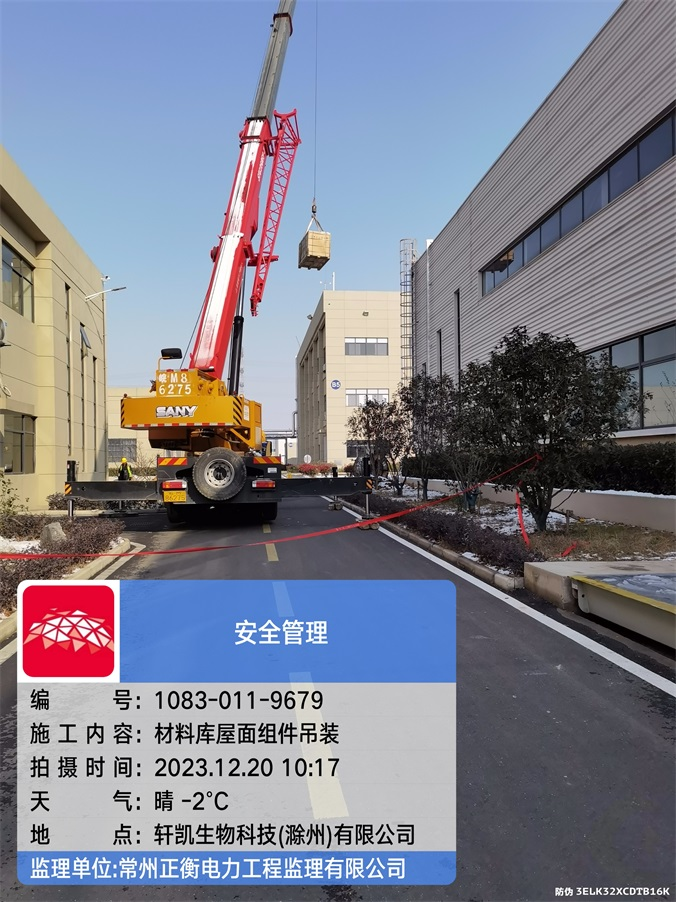 皖M8
6275
SANY
B5
安全管理
编 号：1083-011-9679
施工内容：材料库屋面组件吊装
拍摄时间：2023.12.20 10:17
天 气：晴 -2°C
地 点：轩凯生物科技(滁州)有限公司
监理单位:常州正衡电力工程监理有限公司
防伪 3ELK32XCDTB16K